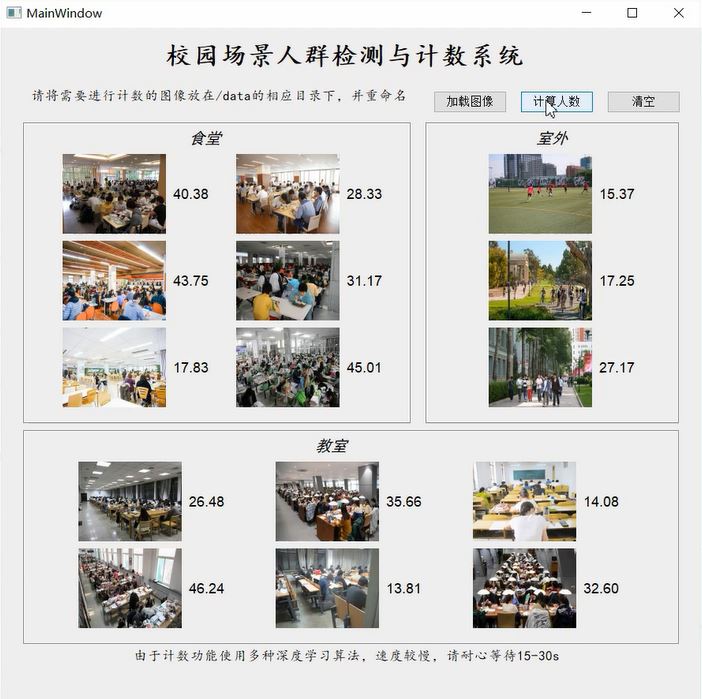 MainWindow
校园场景人群检测与计数系统
请将需要进行计数的图像放在/data的相应目录下，并重命名
加载图像 计算人数 清空
食堂
40.38 28.33
43.75 31.17
17.83 45.01
室外
15.37
17.25
27.17
教室
26.48 35.66 14.08
46.24 13.81 32.60
由于计数功能使用多种深度学习算法，速度较慢，请耐心等待15-30s